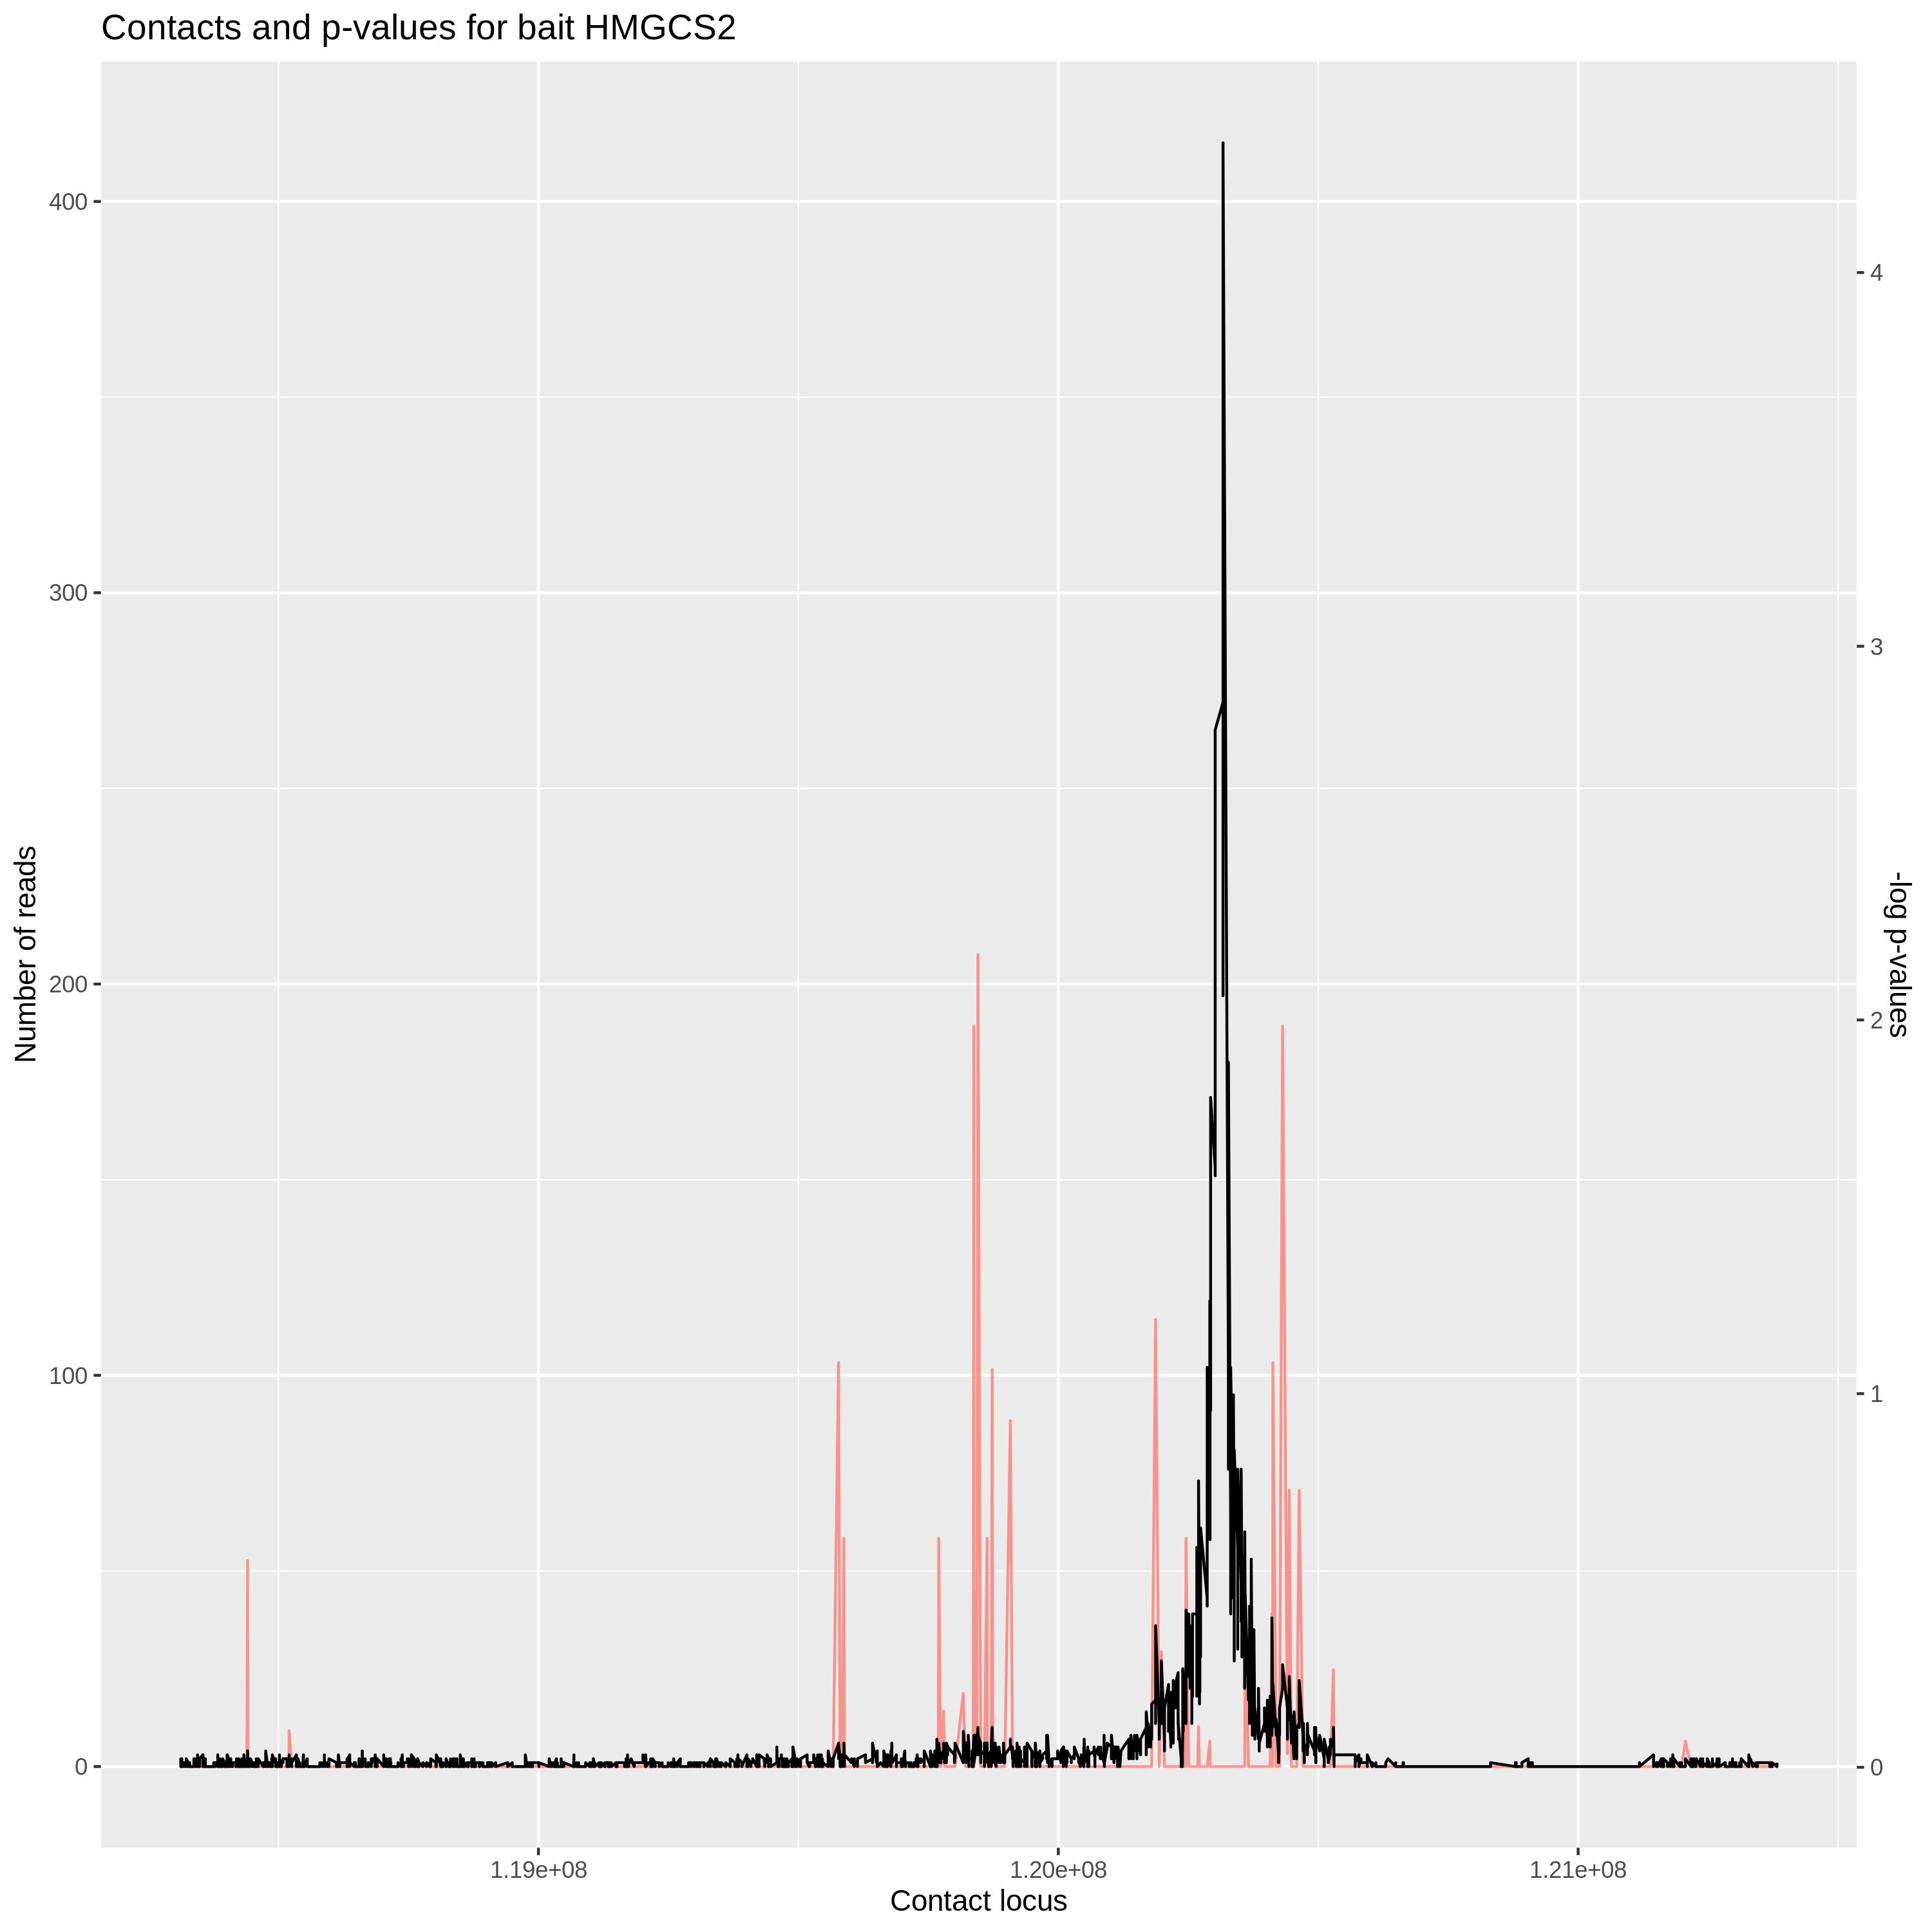 Contacts and p-values for bait HMGCS2
Number of reads
400
300
200
100
0
4
3
2
1
0
-log p-values
1.19e+08
1.20e+08
1.21e+08
Contact locus